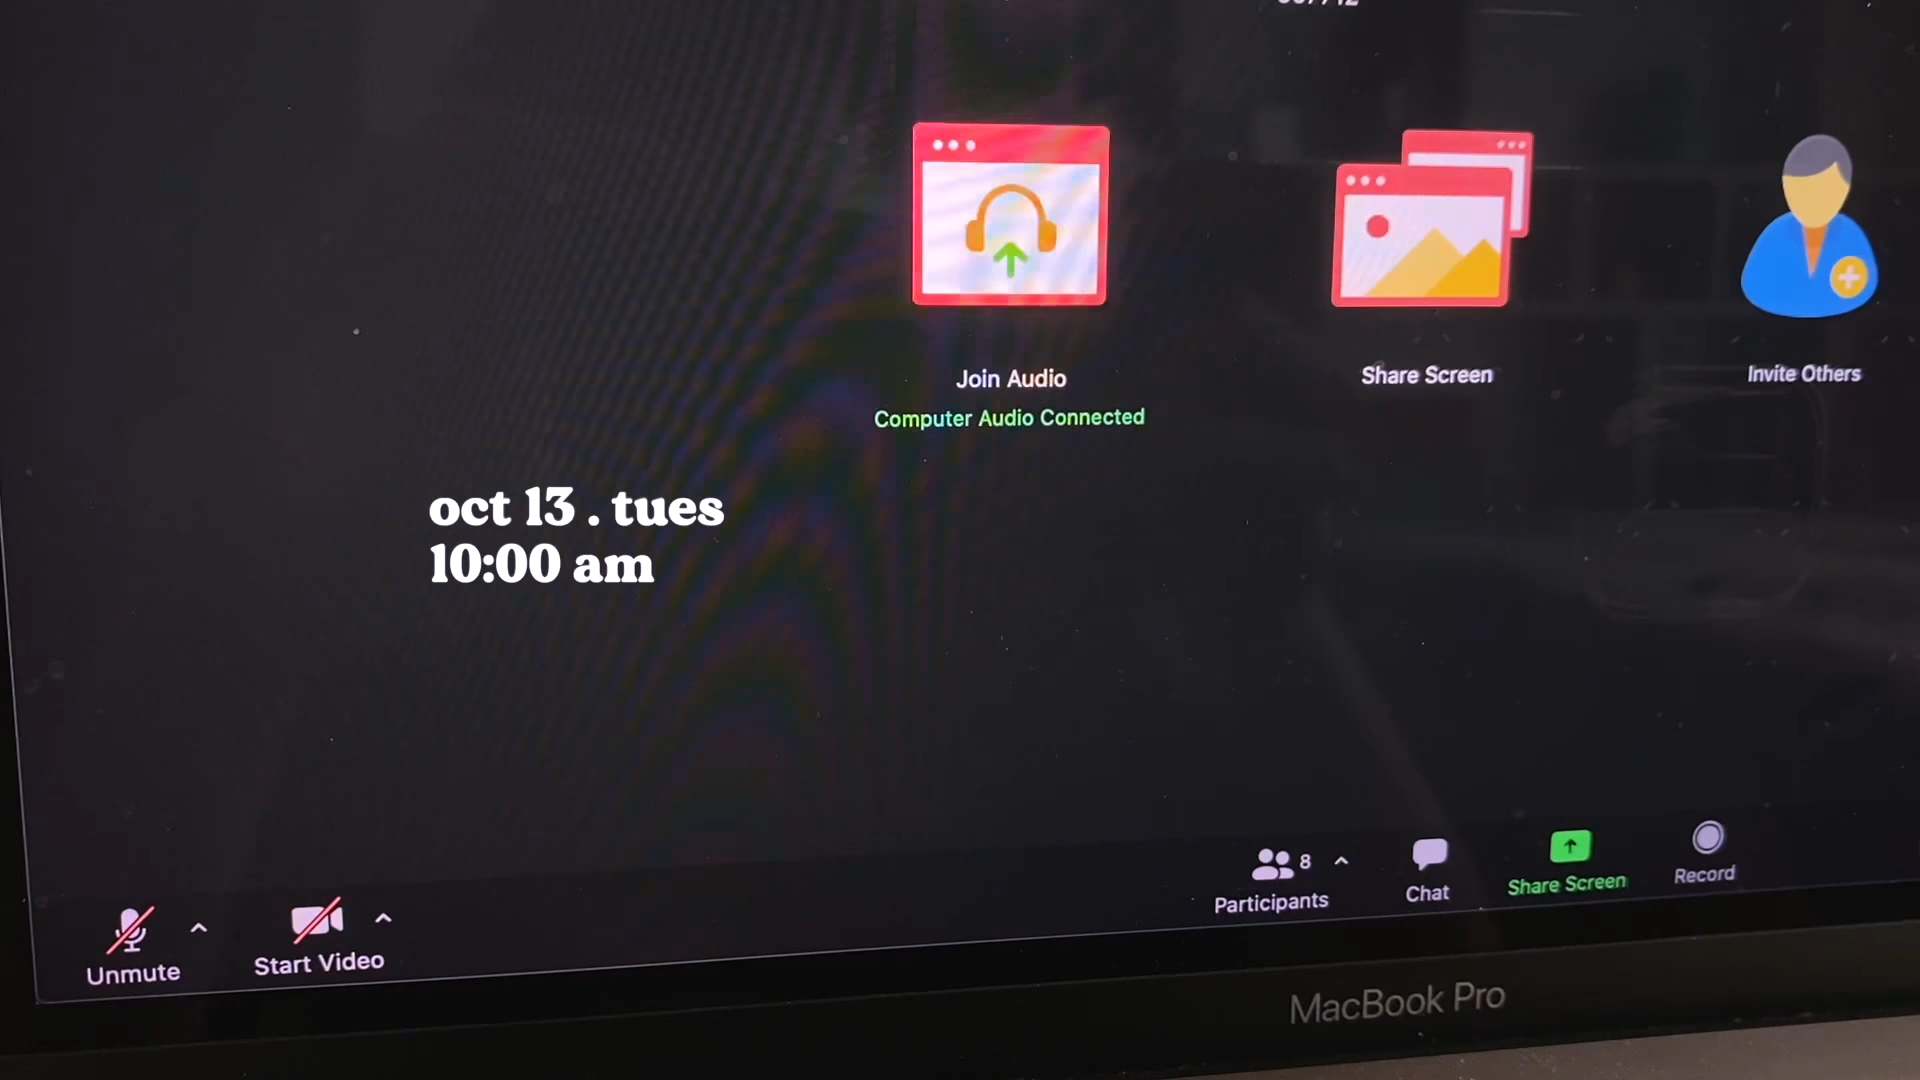 Join Audio
Computer Audio Connected
Share Screen
Invite Others
oct 13 . tues
10:00 am
Unmute
Start Video
8
Participants
Chat
Share Screen
Record
MacBook Pro